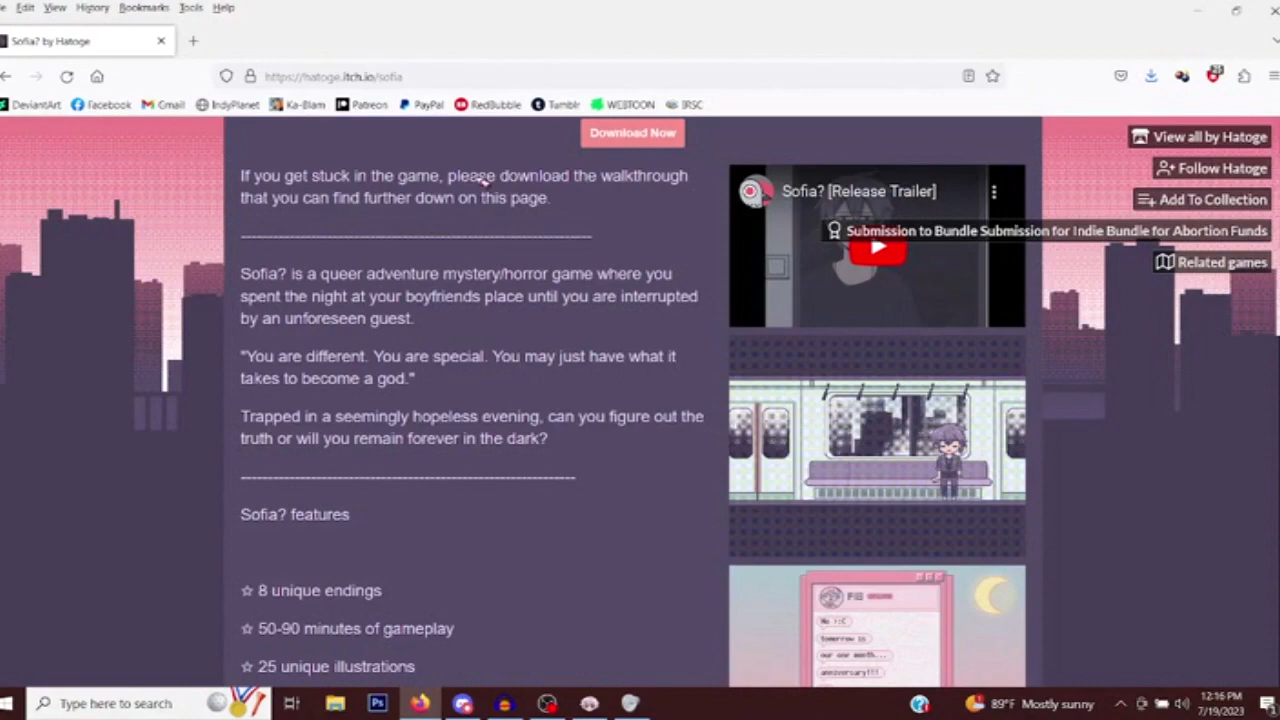 Edit View History Bookmarks Tools Help
Sofia? by Hatoge
https://hatoge.itch.io/sofia
DeviantArt Facebook Gmail IndyPlanet Ka-Blam Patreon PayPal RedBubble Tumblr WEBTOON IRSC
Download Now
View all by Hatoge
Follow Hatoge
Add To Collection
Submission to Bundle Submission for Indie Bundle for Abortion Funds
Related games
If you get stuck in the game, please download the walkthrough
that you can find further down on this page.
Sofia? [Release Trailer]
Sofia? is a queer adventure mystery/horror game where you
spent the night at your boyfriends place until you are interrupted
by an unforeseen guest.
"You are different. You are special. You may just have what it
takes to become a god."
Trapped in a seemingly hopeless evening, can you figure out the
truth or will you remain forever in the dark?
Sofia? features
☆ 8 unique endings
☆ 50-90 minutes of gameplay
☆ 25 unique illustrations
No :C
tomorrow is
our one month...
anniversary!!!
Type here to search
Ps
89°F Mostly sunny
12:16 PM
7/19/2023